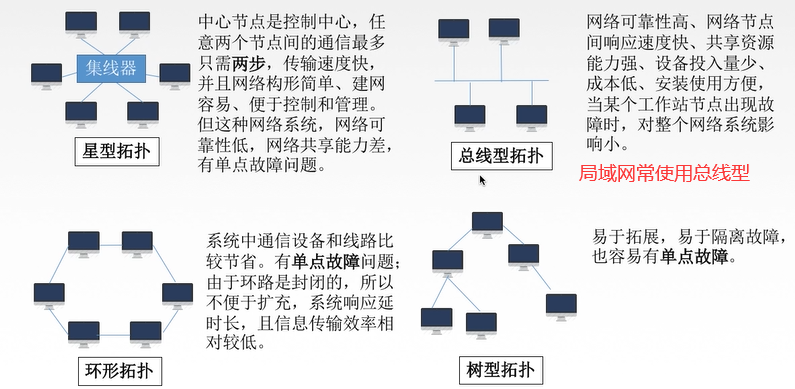 集线器
星型拓扑
中心节点是控制中心，任
意两个节点间的通信最多
只需两步，传输速度快，
并且网络构形简单、建网
容易、便于控制和管理。
但这种网络系统，网络可
靠性低，网络共享能力差，
有单点故障问题。
总线型拓扑
网络可靠性高、网络节点
间响应速度快、共享资源
能力强、设备投入量少、
成本低、安装使用方便，
当某个工作站节点出现故
障时，对整个网络系统影
响小。
局域网常使用总线型
环形拓扑
系统中通信设备和线路比
较节省。有单点故障问题；
由于环路是封闭的，所以
不便于扩充，系统响应延
时长，且信息传输效率相
对较低。
树型拓扑
易于拓展，易于隔离故障，
也容易有单点故障。